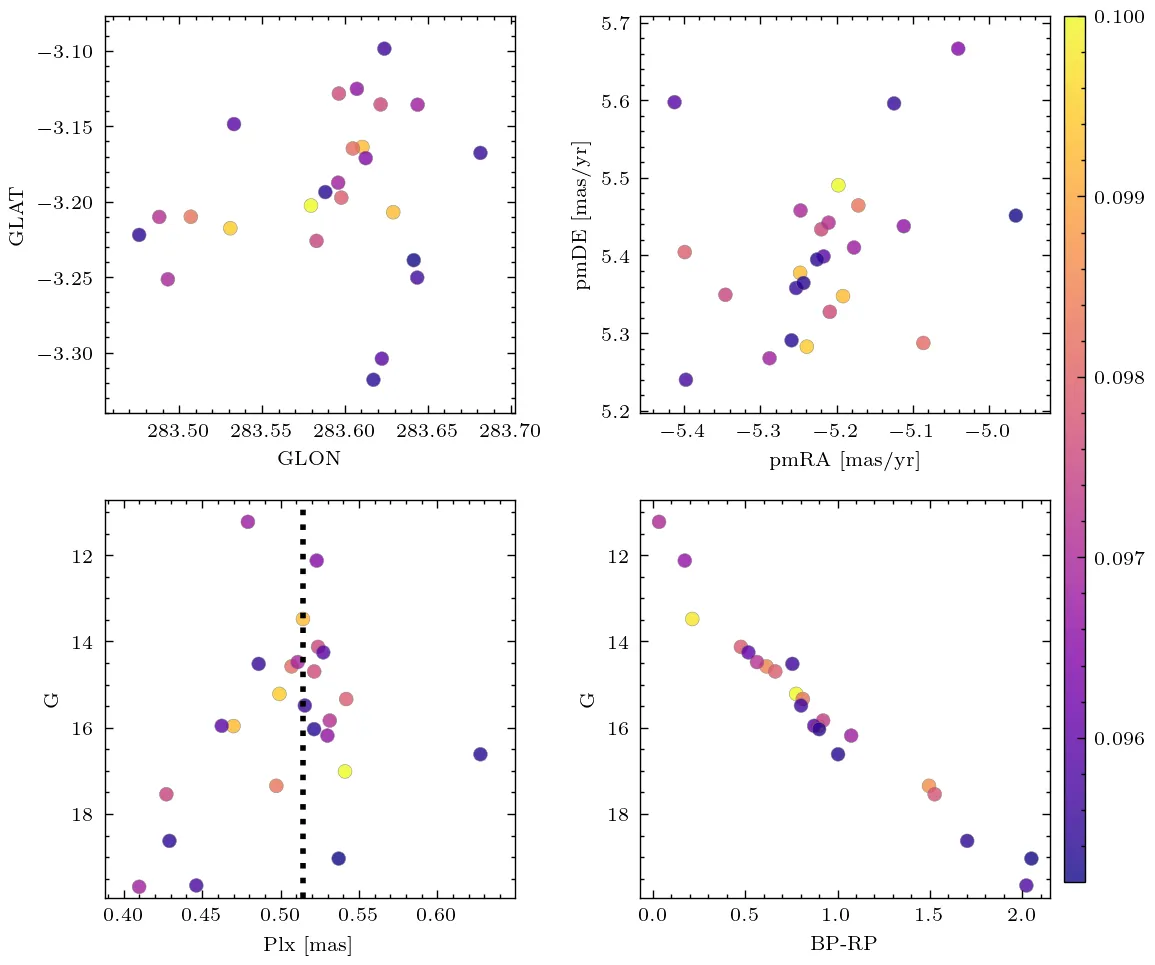 GLAT
−3.10
−3.15
−3.20
−3.25
−3.30
283.50 283.55 283.60 283.65 283.70
GLON
pmDE [mas/yr]
5.7
5.6
5.5
5.4
5.3
5.2
−5.4 −5.3 −5.2 −5.1 −5.0
pmRA [mas/yr]
0.100
0.099
0.098
0.097
0.096
G
12
14
16
18
0.40 0.45 0.50 0.55 0.60
Plx [mas]
G
12
14
16
18
0.0 0.5 1.0 1.5 2.0
BP-RP